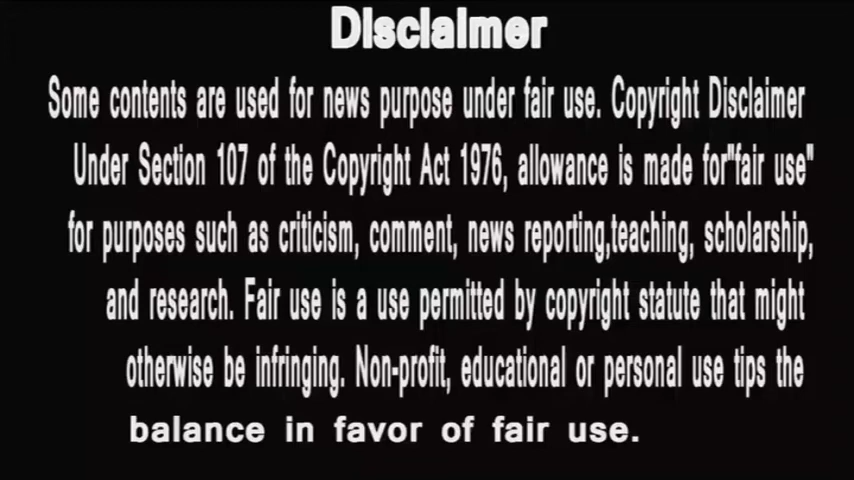 Disclaimer
Some contents are used for news purpose under fair use. Copyright Disclaimer
Under Section 107 of the Copyright Act 1976, allowance is made for"fair use"
for purposes such as criticism, comment, news reporting,teaching, scholarship,
and research. Fair use is a use permitted by copyright statute that might
otherwise be infringing. Non-profit, educational or personal use tips the
balance in favor of fair use.